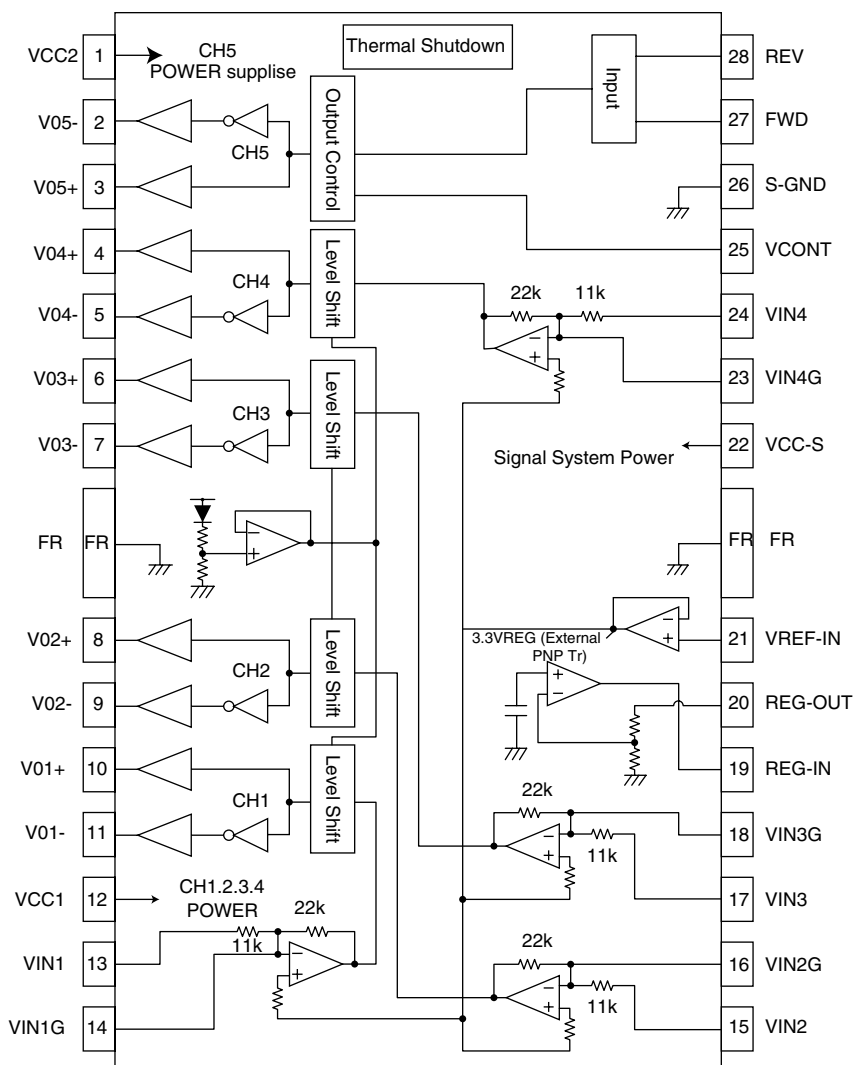 Thermal Shutdown
VCC2 1
CH5
POWER supplise
28 REV
Input
V05- 2
Output Control
27 FWD
CH5
V05+ 3
26 S-GND
V04+ 4
25 VCONT
Level Shift
CH4
22k 11k
V04- 5
24 VIN4
V03+ 6
23 VIN4G
Level Shift
CH3
V03- 7
Signal System Power
22 VCC-S
FR FR
FR FR
V02+ 8
3.3VREG (External
PNP Tr)
21 VREF-IN
Level Shift
CH2
V02- 9
20 REG-OUT
V01+ 10
19 REG-IN
Level Shift
CH1
22k
V01- 11
18 VIN3G
11k
VCC1 12
CH1.2.3.4
POWER
17 VIN3
22k
22k
11k
VIN1 13
16 VIN2G
11k
VIN1G 14
15 VIN2